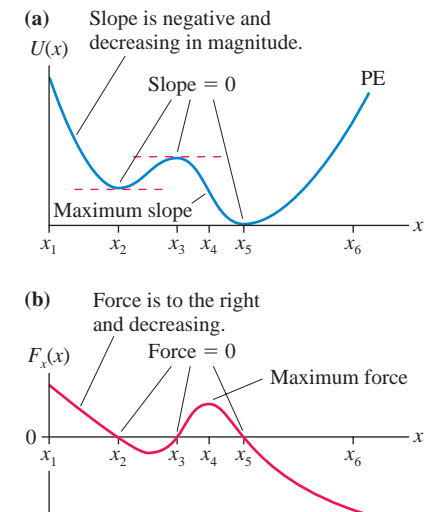 (a) Slope is negative and
decreasing in magnitude.
U(x)
Slope = 0
PE
Maximum slope
x
x₁ x₂ x₃ x₄ x₅ x₆
(b) Force is to the right
and decreasing.
Fₓ(x)
Force = 0
Maximum force
0
x
x₁ x₂ x₃ x₄ x₅ x₆